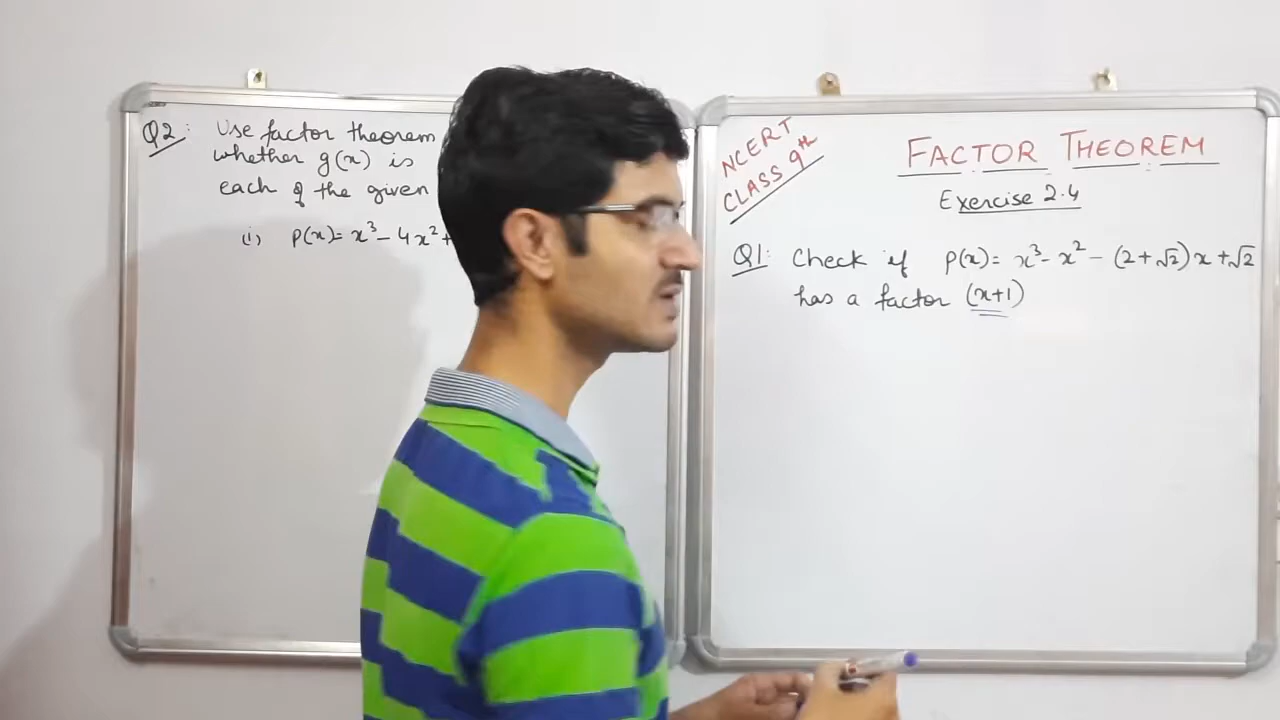 Q2: Use factor theorem
whether g(x) is
each of the given
(i) p(x)= x³- 4x²+
NCERT
CLASS 9th
FACTOR THEOREM
Exercise 2.4
Q1: Check if p(x)= x³- x² - (2+√2)x+√2
has a factor (x+1)